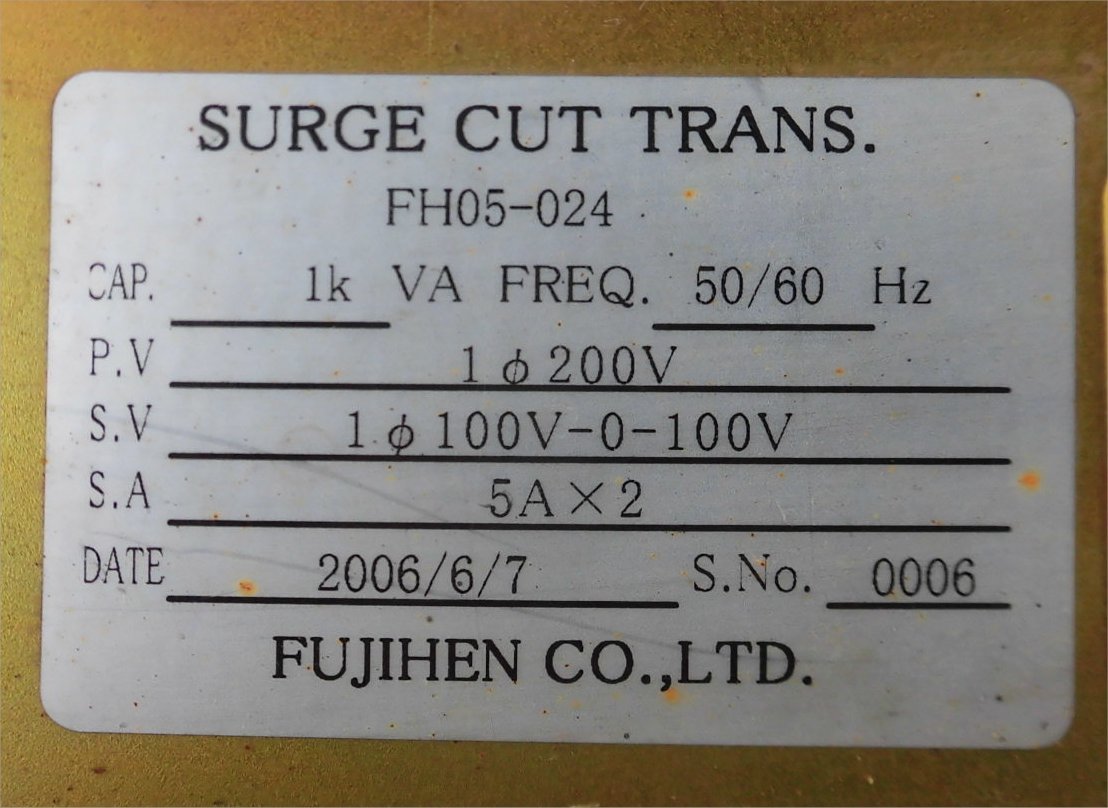 SURGE CUT TRANS.
FH05-024
CAP. 1k VA FREQ. 50/60 Hz
P.V 1ϕ200V
S.V 1ϕ100V-0-100V
S.A 5A×2
DATE 2006/6/7 S.No. 0006
FUJIHEN CO.,LTD.